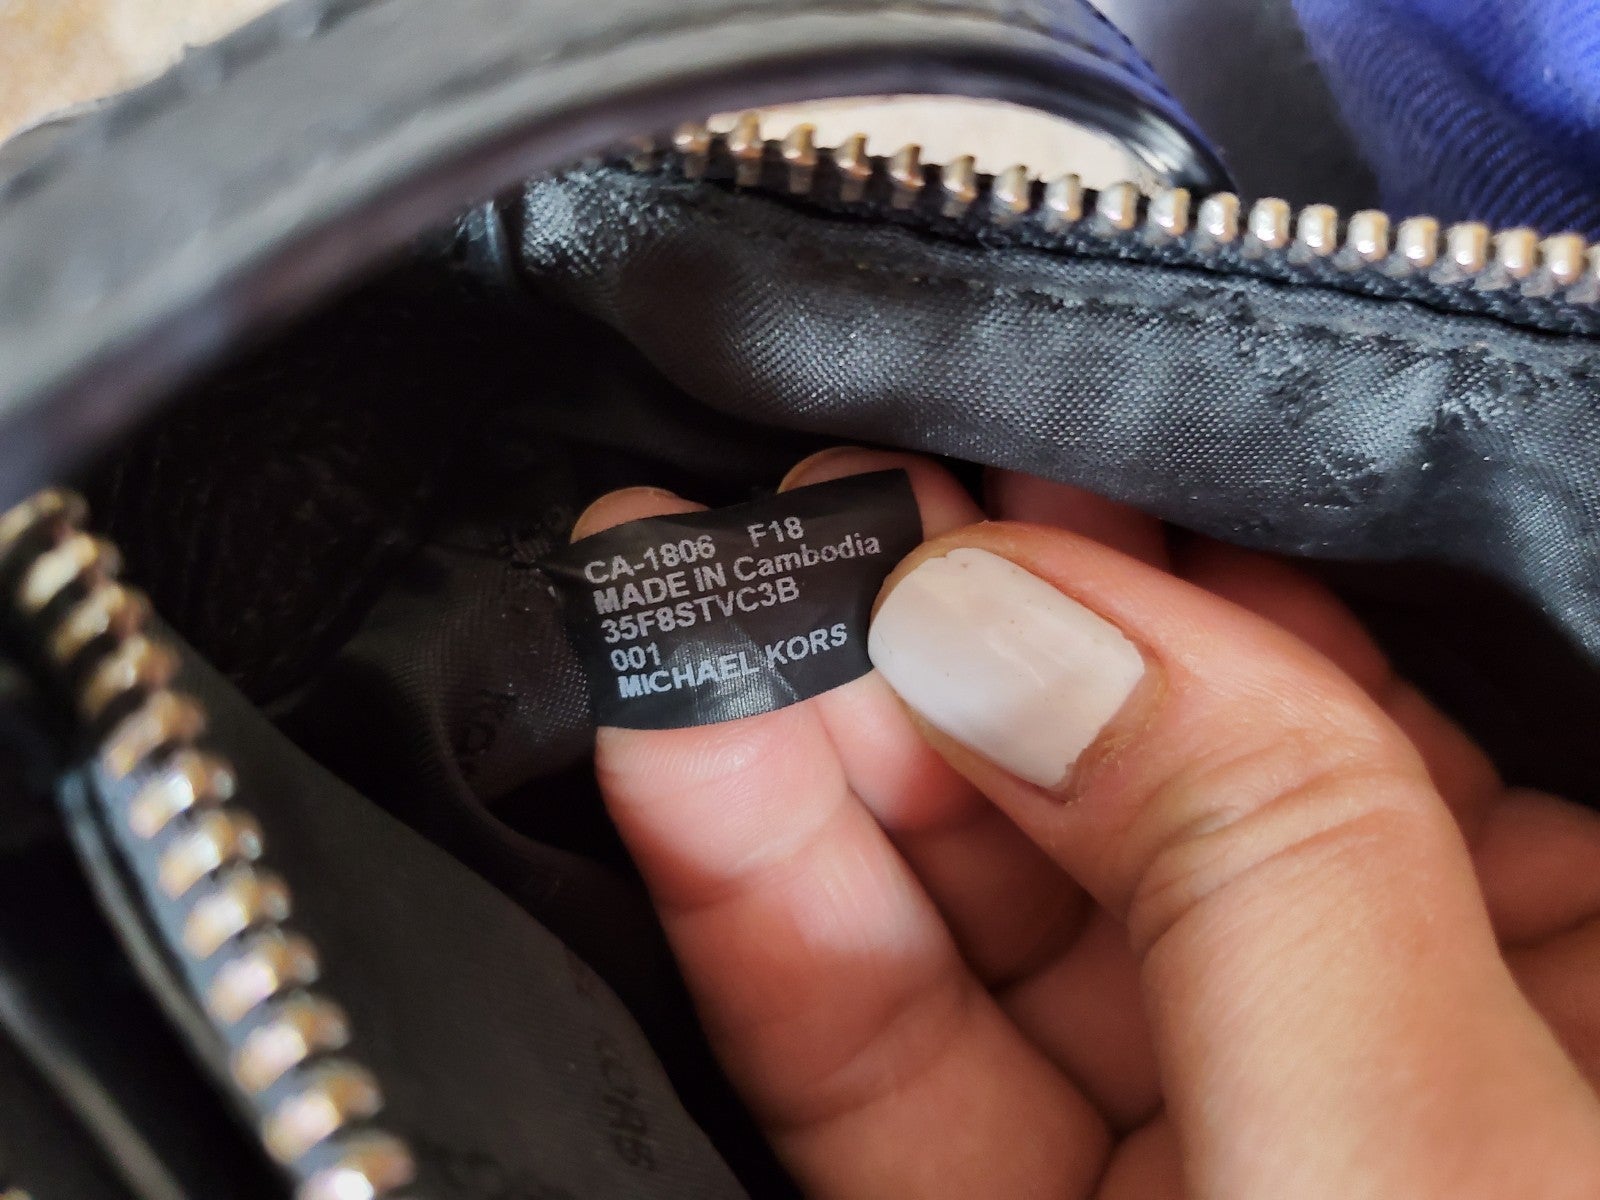 CA-1806 F18
MADE IN Cambodia
35F8STVC3B
001
MICHAEL KORS